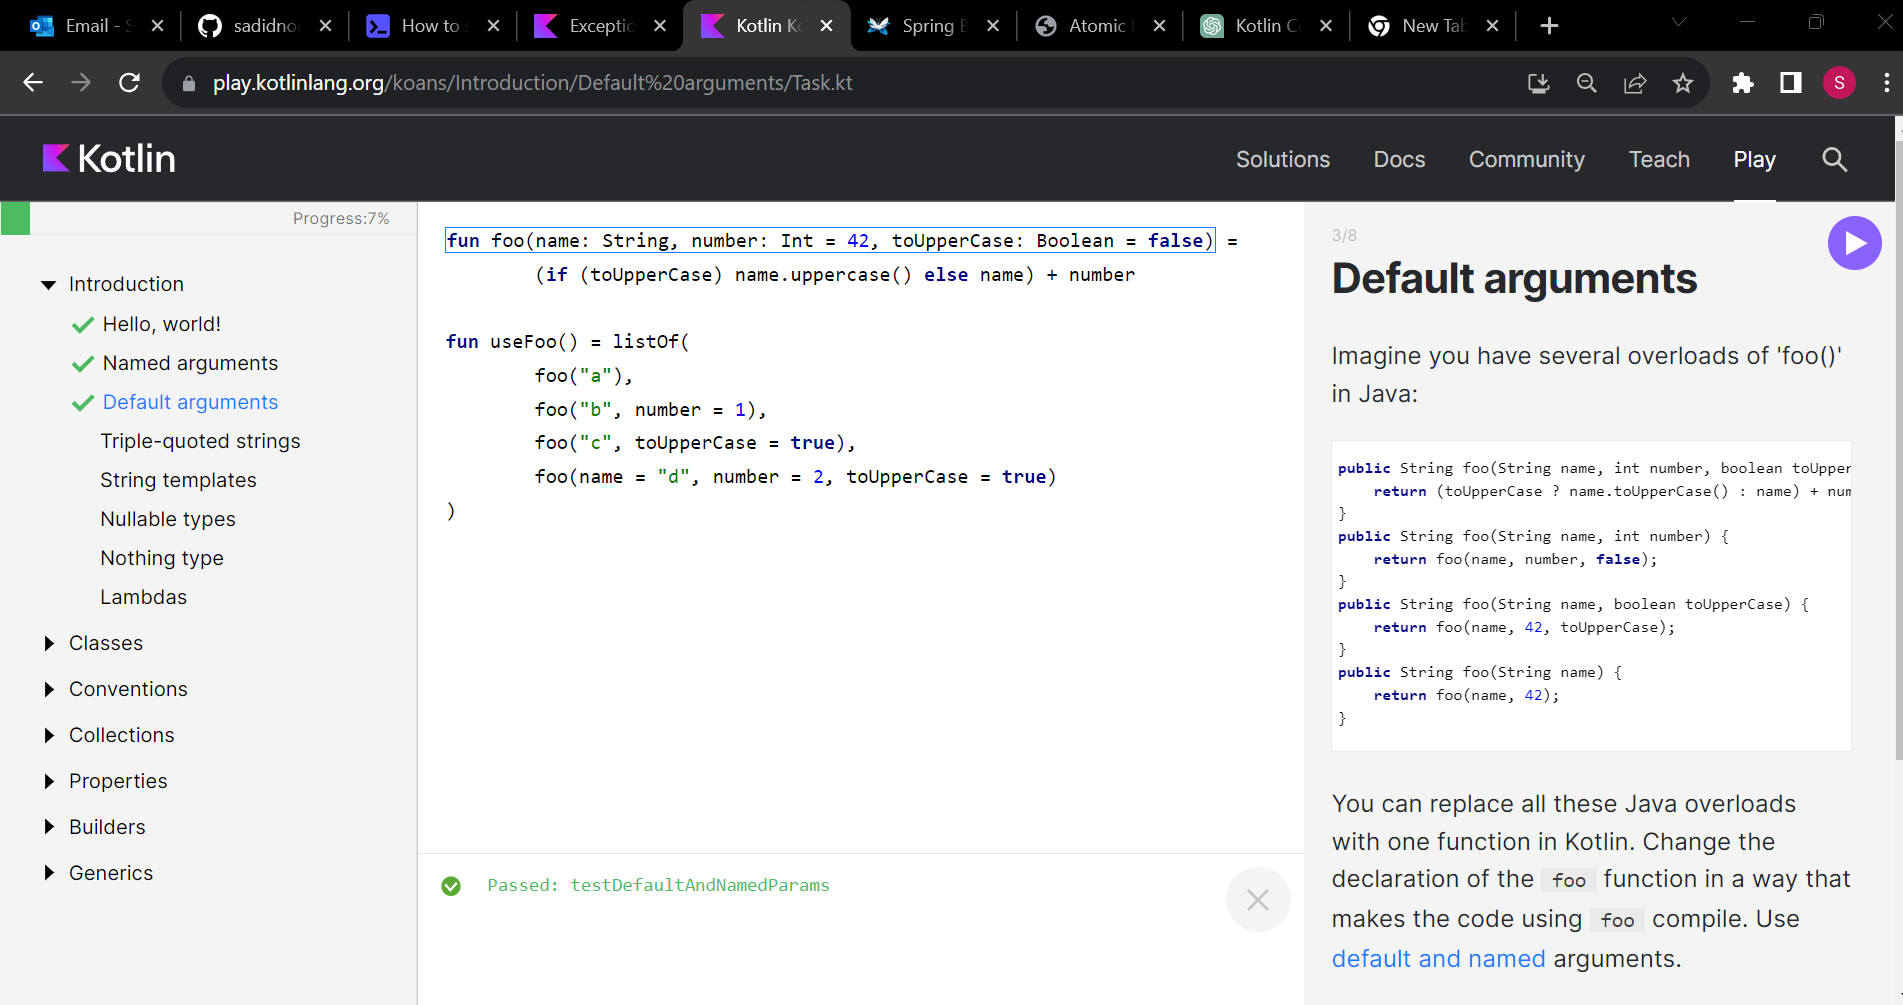 Email - S
sadidno
How to s
Exceptio
Kotlin Ko
Spring B
Atomic
Kotlin C
New Tab
play.kotlinlang.org/koans/Introduction/Default%20arguments/Task.kt
S
Kotlin
Solutions
Docs
Community
Teach
Play
Progress:7%
Introduction
Hello, world!
Named arguments
Default arguments
Triple-quoted strings
String templates
Nullable types
Nothing type
Lambdas
Classes
Conventions
Collections
Properties
Builders
Generics
fun foo(name: String, number: Int = 42, toUpperCase: Boolean = false) =
(if (toUpperCase) name.uppercase() else name) + number
fun useFoo() = listOf(
foo("a"),
foo("b", number = 1),
foo("c", toUpperCase = true),
foo(name = "d", number = 2, toUpperCase = true)
)
Passed: testDefaultAndNamedParams
3/8
Default arguments
Imagine you have several overloads of 'foo()'
in Java:
public String foo(String name, int number, boolean toUpper
return (toUpperCase ? name.toUpperCase() : name) + num
}
public String foo(String name, int number) {
return foo(name, number, false);
}
public String foo(String name, boolean toUpperCase) {
return foo(name, 42, toUpperCase);
}
public String foo(String name) {
return foo(name, 42);
}
You can replace all these Java overloads
with one function in Kotlin. Change the
declaration of the foo function in a way that
makes the code using foo compile. Use
default and named arguments.